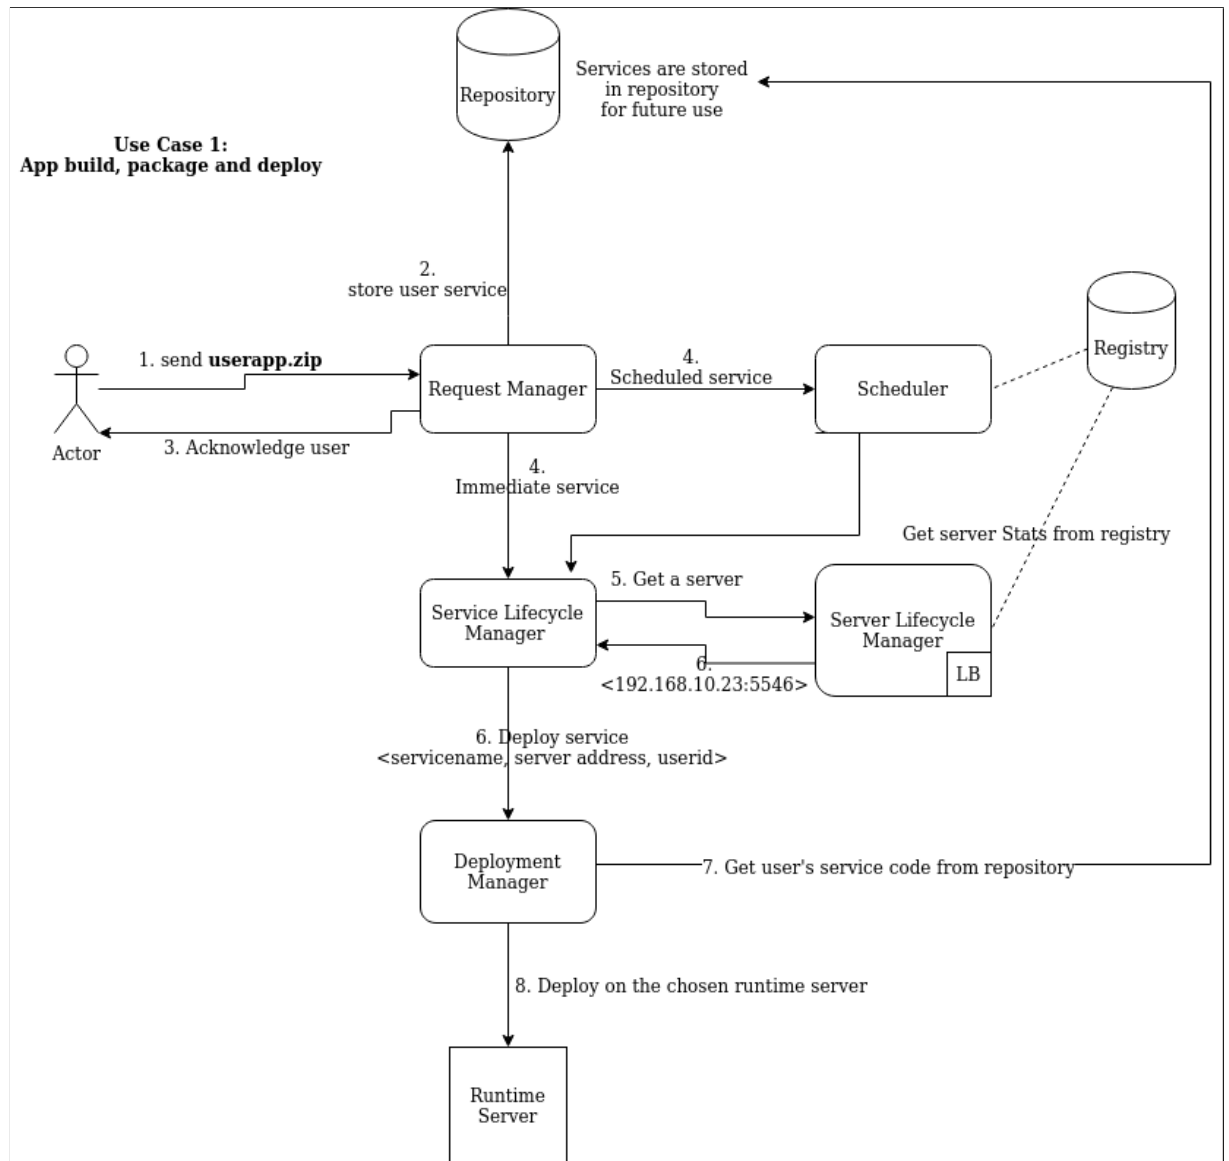 Repository
Services are stored
in repository
for future use
Use Case 1:
App build, package and deploy
2.
store user service
Registry
1. send userapp.zip
Request Manager
4.
Scheduled service
Scheduler
Actor
3. Acknowledge user
4.
Immediate service
Get server Stats from registry
Service Lifecycle
Manager
5. Get a server
Server Lifecycle
Manager
LB
6.
<192.168.10.23:5546>
6. Deploy service
<servicename, server address, userid>
Deployment
Manager
7. Get user's service code from repository
8. Deploy on the chosen runtime server
Runtime
Server